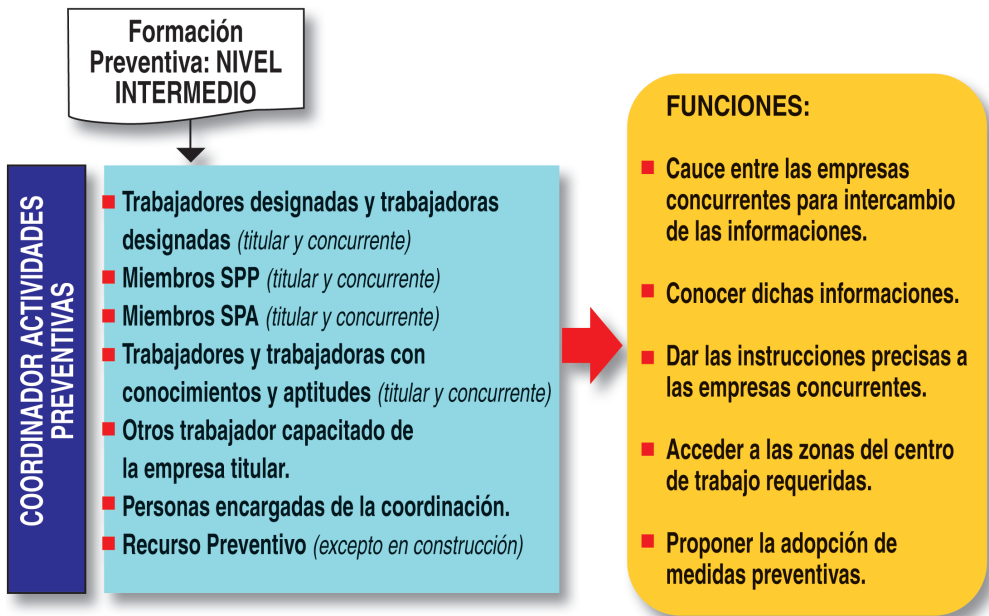 Formación
Preventiva: NIVEL
INTERMEDIO
COORDINADOR ACTIVIDADES
PREVENTIVAS
Trabajadores designadas y trabajadoras
designadas (titular y concurrente)
Miembros SPP (titular y concurrente)
Miembros SPA (titular y concurrente)
Trabajadores y trabajadoras con
conocimientos y aptitudes (titular y concurrente)
Otros trabajador capacitado de
la empresa titular.
Personas encargadas de la coordinación.
Recurso Preventivo (excepto en construcción)
FUNCIONES:
Cauce entre las empresas
concurrentes para intercambio
de las informaciones.
Conocer dichas informaciones.
Dar las instrucciones precisas a
las empresas concurrentes.
Acceder a las zonas del centro
de trabajo requeridas.
Proponer la adopción de
medidas preventivas.